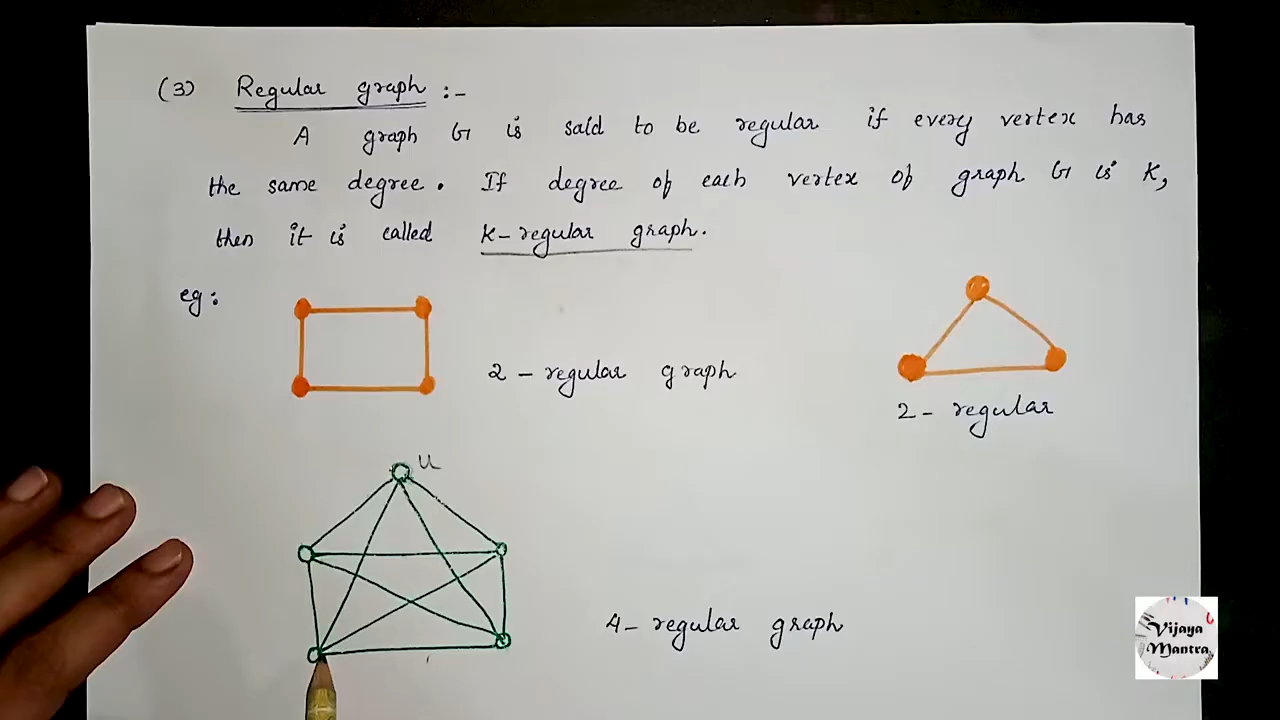 (3) Regular graph :-
A graph G is said to be regular if every vertex has
the same degree. If degree of each vertex of graph G is K,
then it is called K-regular graph.
eg:
2 - regular graph
2 - regular
u
4 - regular graph
Vijaya
Mantra